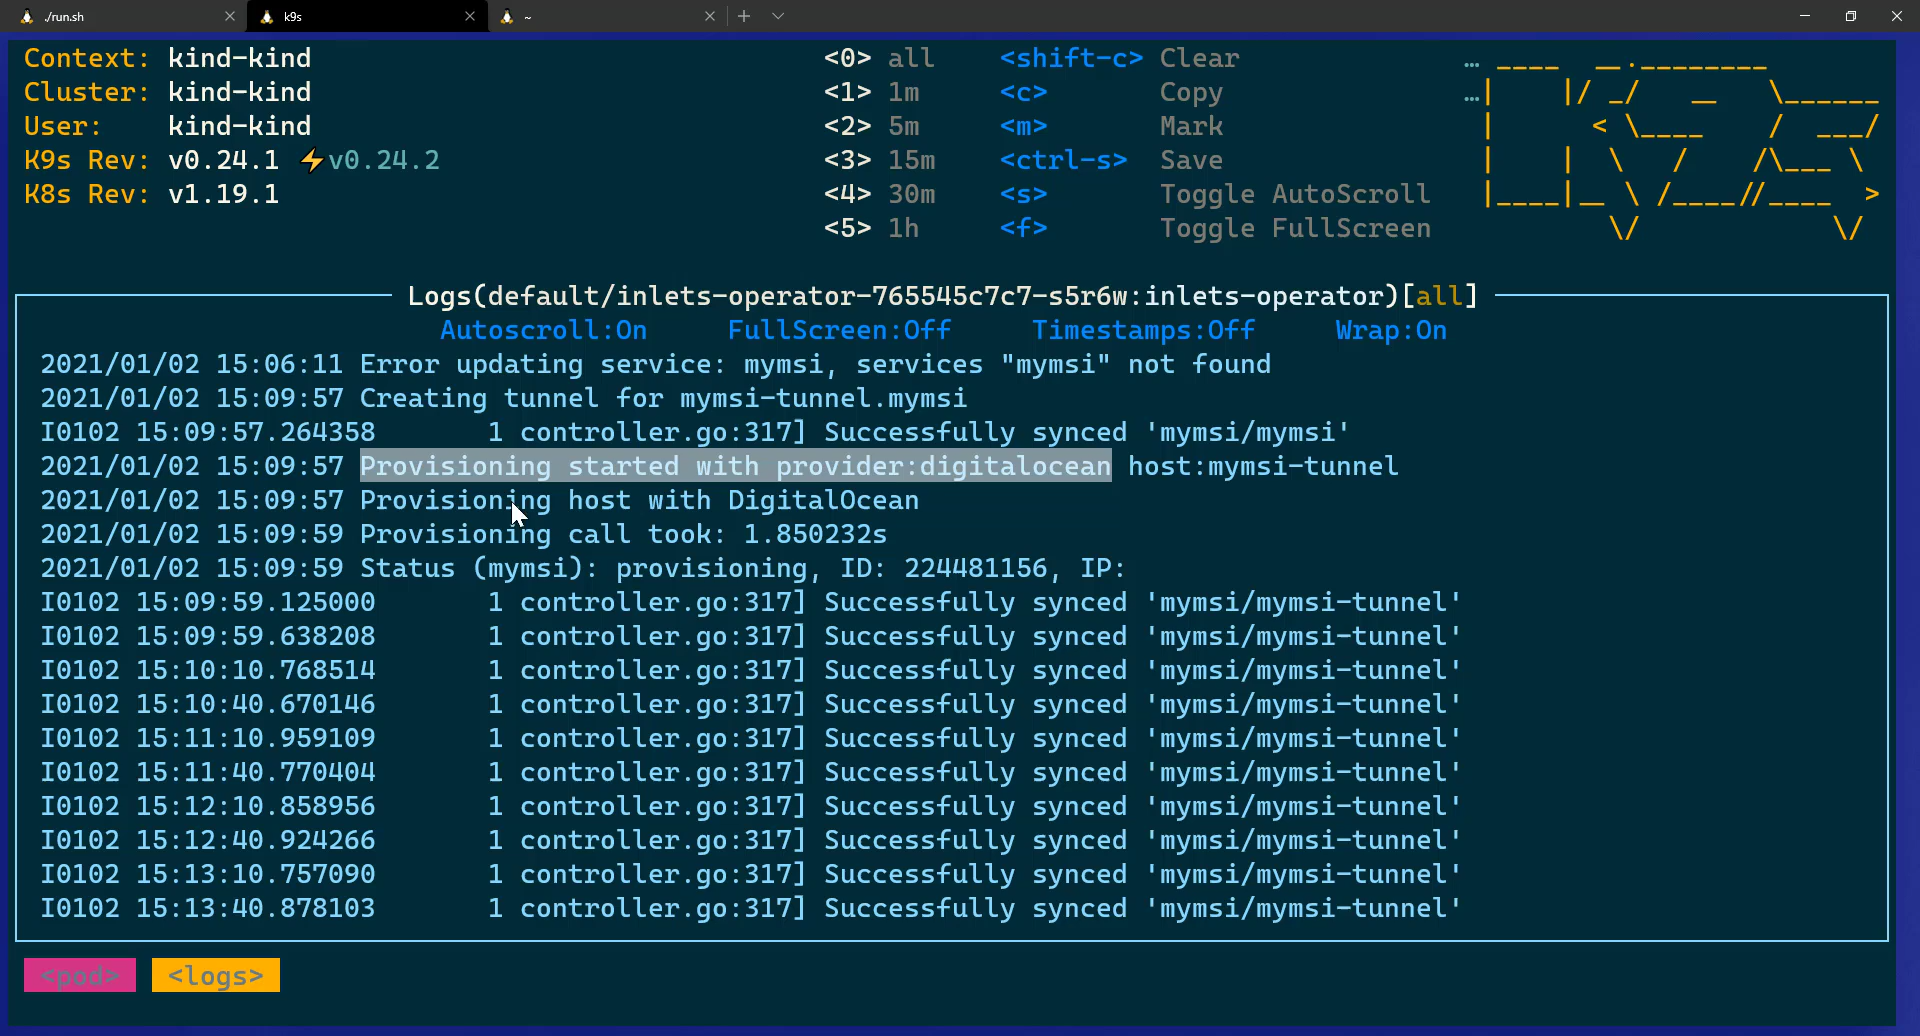 ./run.sh
k9s
~
Context: kind-kind
Cluster: kind-kind
User: kind-kind
K9s Rev: v0.24.1 ⚡v0.24.2
K8s Rev: v1.19.1
<0> all
<1> 1m
<2> 5m
<3> 15m
<4> 30m
<5> 1h
<shift-c> Clear …
<c> Copy …
<m> Mark
<ctrl-s> Save
<s> Toggle AutoScroll
<f> Toggle FullScreen
Logs(default/inlets-operator-765545c7c7-s5r6w:inlets-operator)[all]
Autoscroll:On FullScreen:Off Timestamps:Off Wrap:On
2021/01/02 15:06:11 Error updating service: mymsi, services "mymsi" not found
2021/01/02 15:09:57 Creating tunnel for mymsi-tunnel.mymsi
I0102 15:09:57.264358 1 controller.go:317] Successfully synced 'mymsi/mymsi'
2021/01/02 15:09:57 Provisioning started with provider:digitalocean host:mymsi-tunnel
2021/01/02 15:09:57 Provisioning host with DigitalOcean
2021/01/02 15:09:59 Provisioning call took: 1.850232s
2021/01/02 15:09:59 Status (mymsi): provisioning, ID: 224481156, IP:
I0102 15:09:59.125000 1 controller.go:317] Successfully synced 'mymsi/mymsi-tunnel'
I0102 15:09:59.638208 1 controller.go:317] Successfully synced 'mymsi/mymsi-tunnel'
I0102 15:10:10.768514 1 controller.go:317] Successfully synced 'mymsi/mymsi-tunnel'
I0102 15:10:40.670146 1 controller.go:317] Successfully synced 'mymsi/mymsi-tunnel'
I0102 15:11:10.959109 1 controller.go:317] Successfully synced 'mymsi/mymsi-tunnel'
I0102 15:11:40.770404 1 controller.go:317] Successfully synced 'mymsi/mymsi-tunnel'
I0102 15:12:10.858956 1 controller.go:317] Successfully synced 'mymsi/mymsi-tunnel'
I0102 15:12:40.924266 1 controller.go:317] Successfully synced 'mymsi/mymsi-tunnel'
I0102 15:13:10.757090 1 controller.go:317] Successfully synced 'mymsi/mymsi-tunnel'
I0102 15:13:40.878103 1 controller.go:317] Successfully synced 'mymsi/mymsi-tunnel'
<pod> <logs>